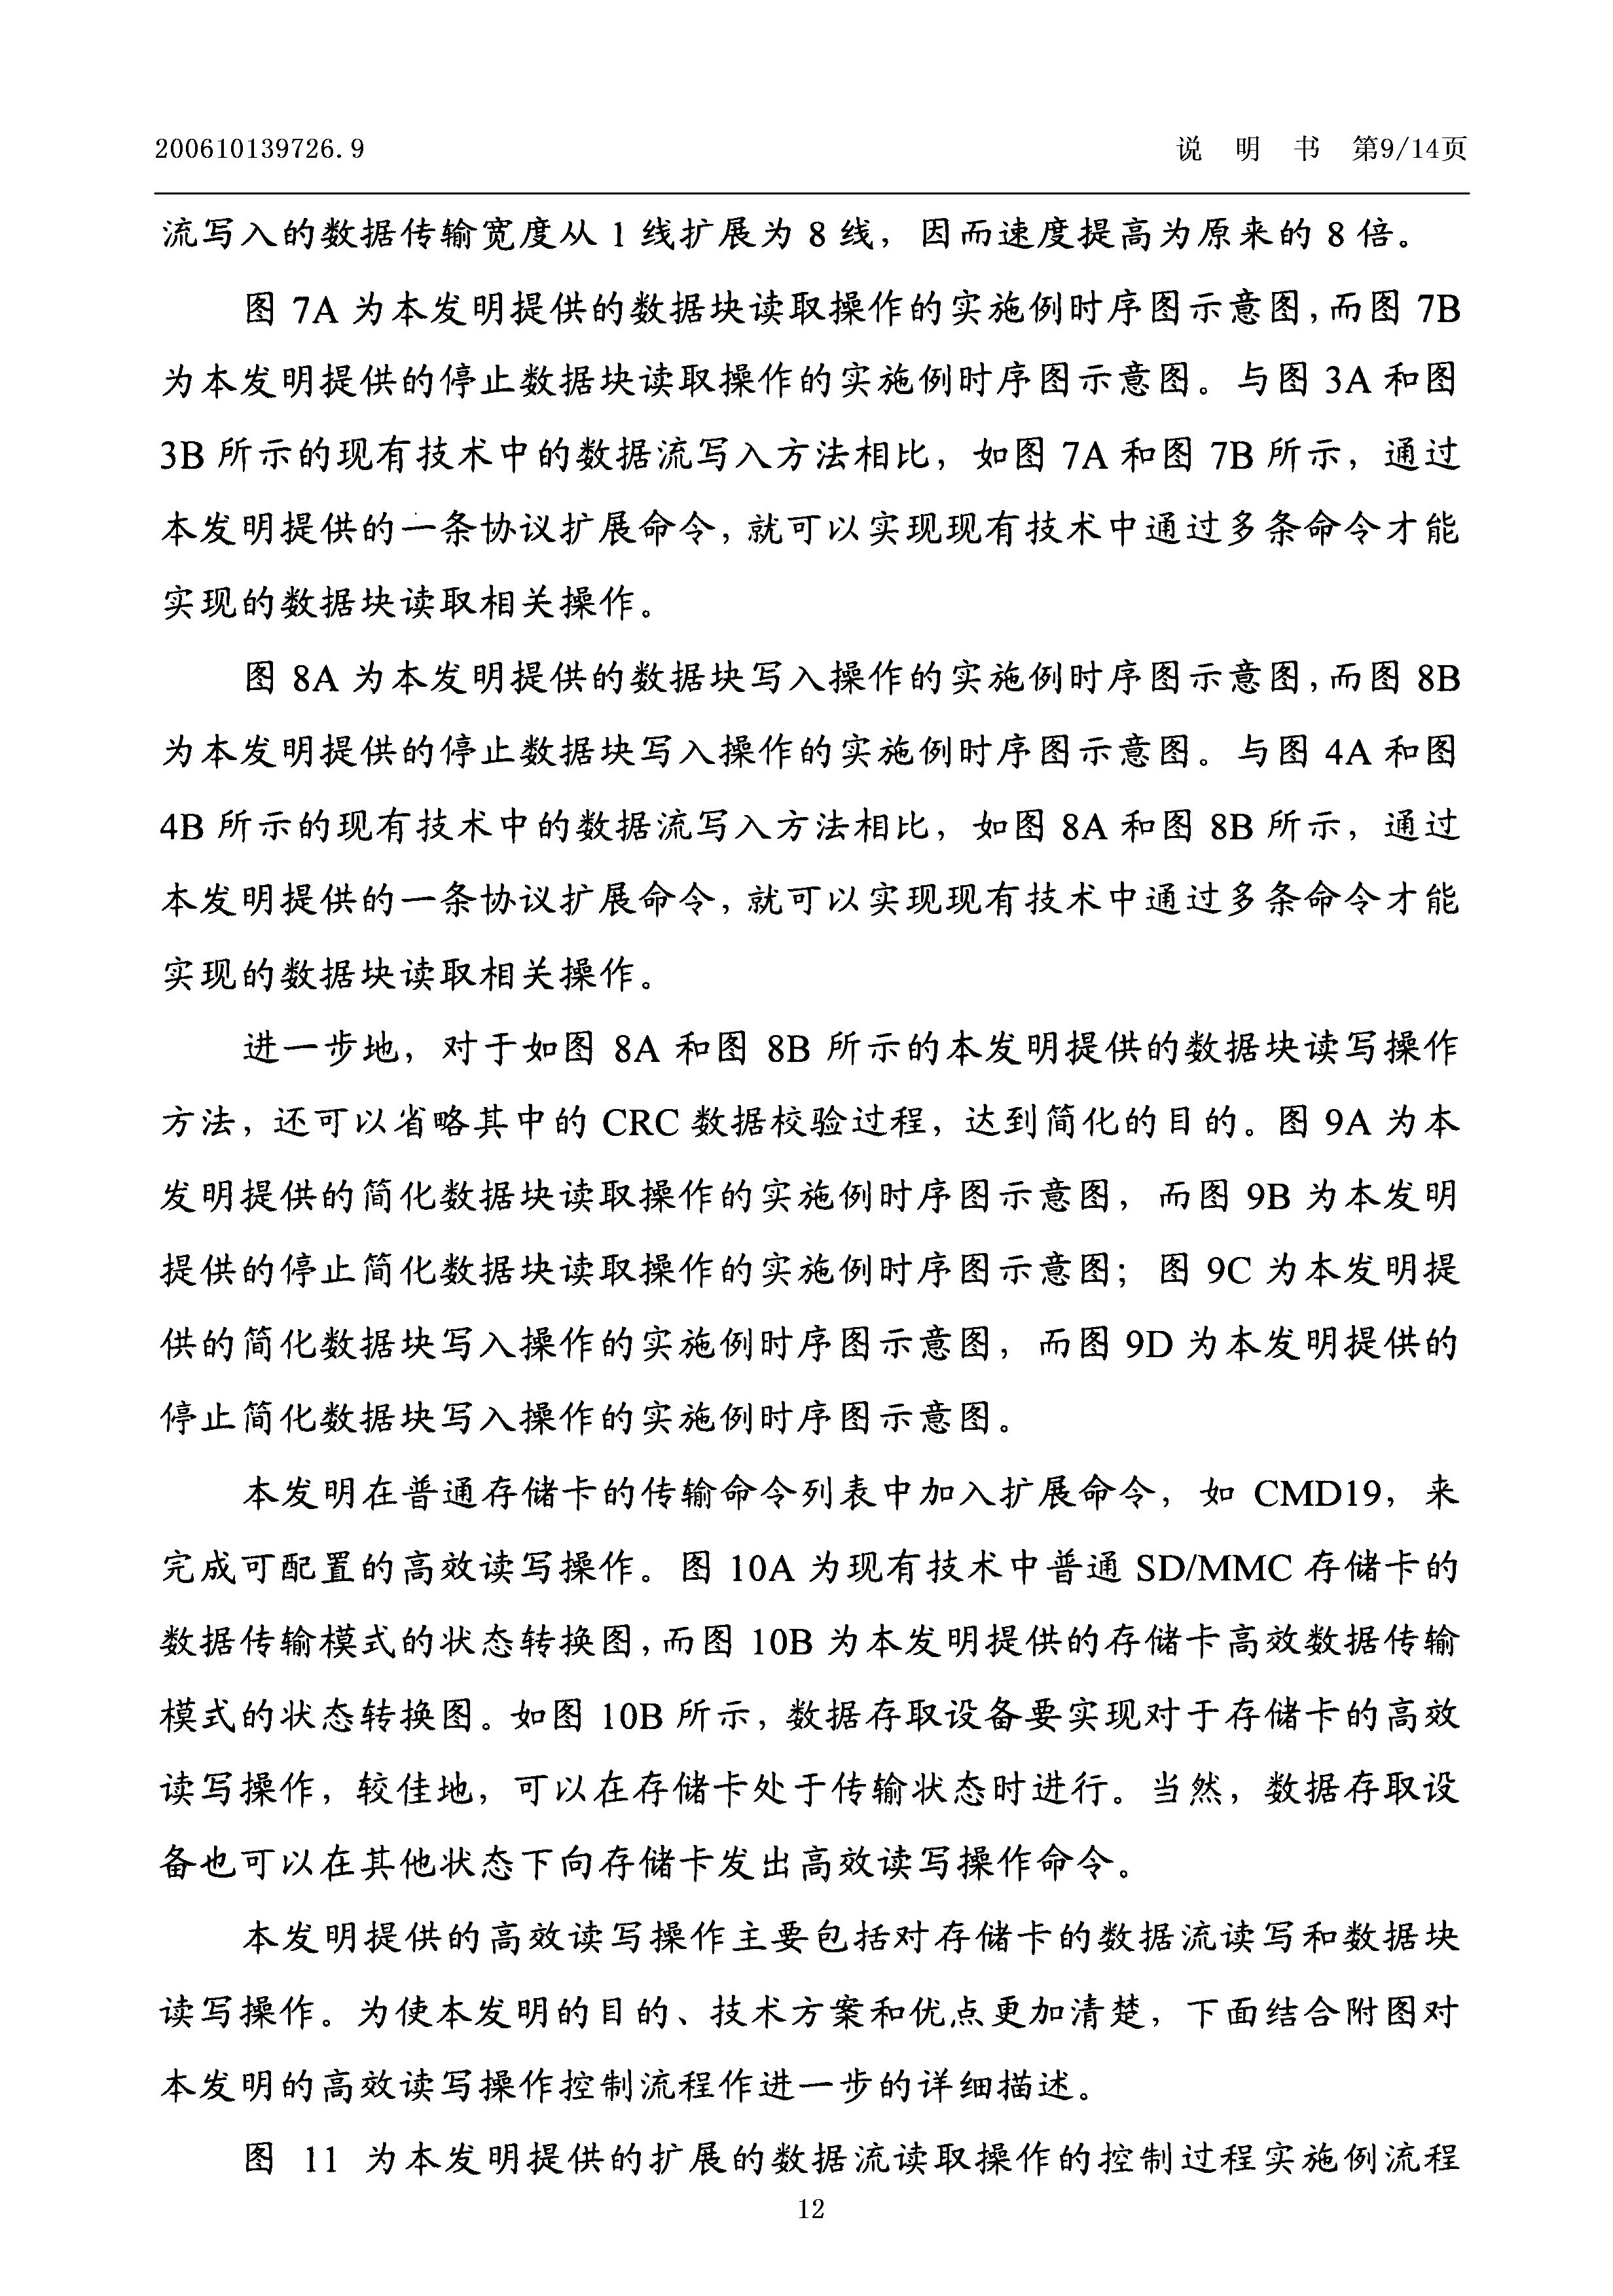 200610139726.9
说 明 书 第9/14页
流写入的数据传输宽度从 1 线扩展为 8 线，因而速度提高为原来的 8 倍。
图 7A 为本发明提供的数据块读取操作的实施例时序图示意图,而图 7B
为本发明提供的停止数据块读取操作的实施例时序图示意图。与图 3A 和图
3B 所示的现有技术中的数据流写入方法相比，如图 7A 和图 7B 所示，通过
本发明提供的一条协议扩展命令,就可以实现现有技术中通过多条命令才能
实现的数据块读取相关操作。
图 8A 为本发明提供的数据块写入操作的实施例时序图示意图,而图 8B
为本发明提供的停止数据块写入操作的实施例时序图示意图。与图 4A 和图
4B 所示的现有技术中的数据流写入方法相比，如图 8A 和图 8B 所示，通过
本发明提供的一条协议扩展命令,就可以实现现有技术中通过多条命令才能
实现的数据块读取相关操作。
进一步地，对于如图 8A 和图 8B 所示的本发明提供的数据块读写操作
方法，还可以省略其中的 CRC 数据校验过程，达到简化的目的。图 9A 为本
发明提供的简化数据块读取操作的实施例时序图示意图，而图 9B 为本发明
提供的停止简化数据块读取操作的实施例时序图示意图；图 9C 为本发明提
供的简化数据块写入操作的实施例时序图示意图，而图 9D 为本发明提供的
停止简化数据块写入操作的实施例时序图示意图。
本发明在普通存储卡的传输命令列表中加入扩展命令，如 CMD19，来
完成可配置的高效读写操作。图 10A 为现有技术中普通 SD/MMC 存储卡的
数据传输模式的状态转换图,而图 10B 为本发明提供的存储卡高效数据传输
模式的状态转换图。如图 10B 所示，数据存取设备要实现对于存储卡的高效
读写操作，较佳地，可以在存储卡处于传输状态时进行。当然，数据存取设
备也可以在其他状态下向存储卡发出高效读写操作命令。
本发明提供的高效读写操作主要包括对存储卡的数据流读写和数据块
读写操作。为使本发明的目的、技术方案和优点更加清楚，下面结合附图对
本发明的高效读写操作控制流程作进一步的详细描述。
图 11 为本发明提供的扩展的数据流读取操作的控制过程实施例流程
12